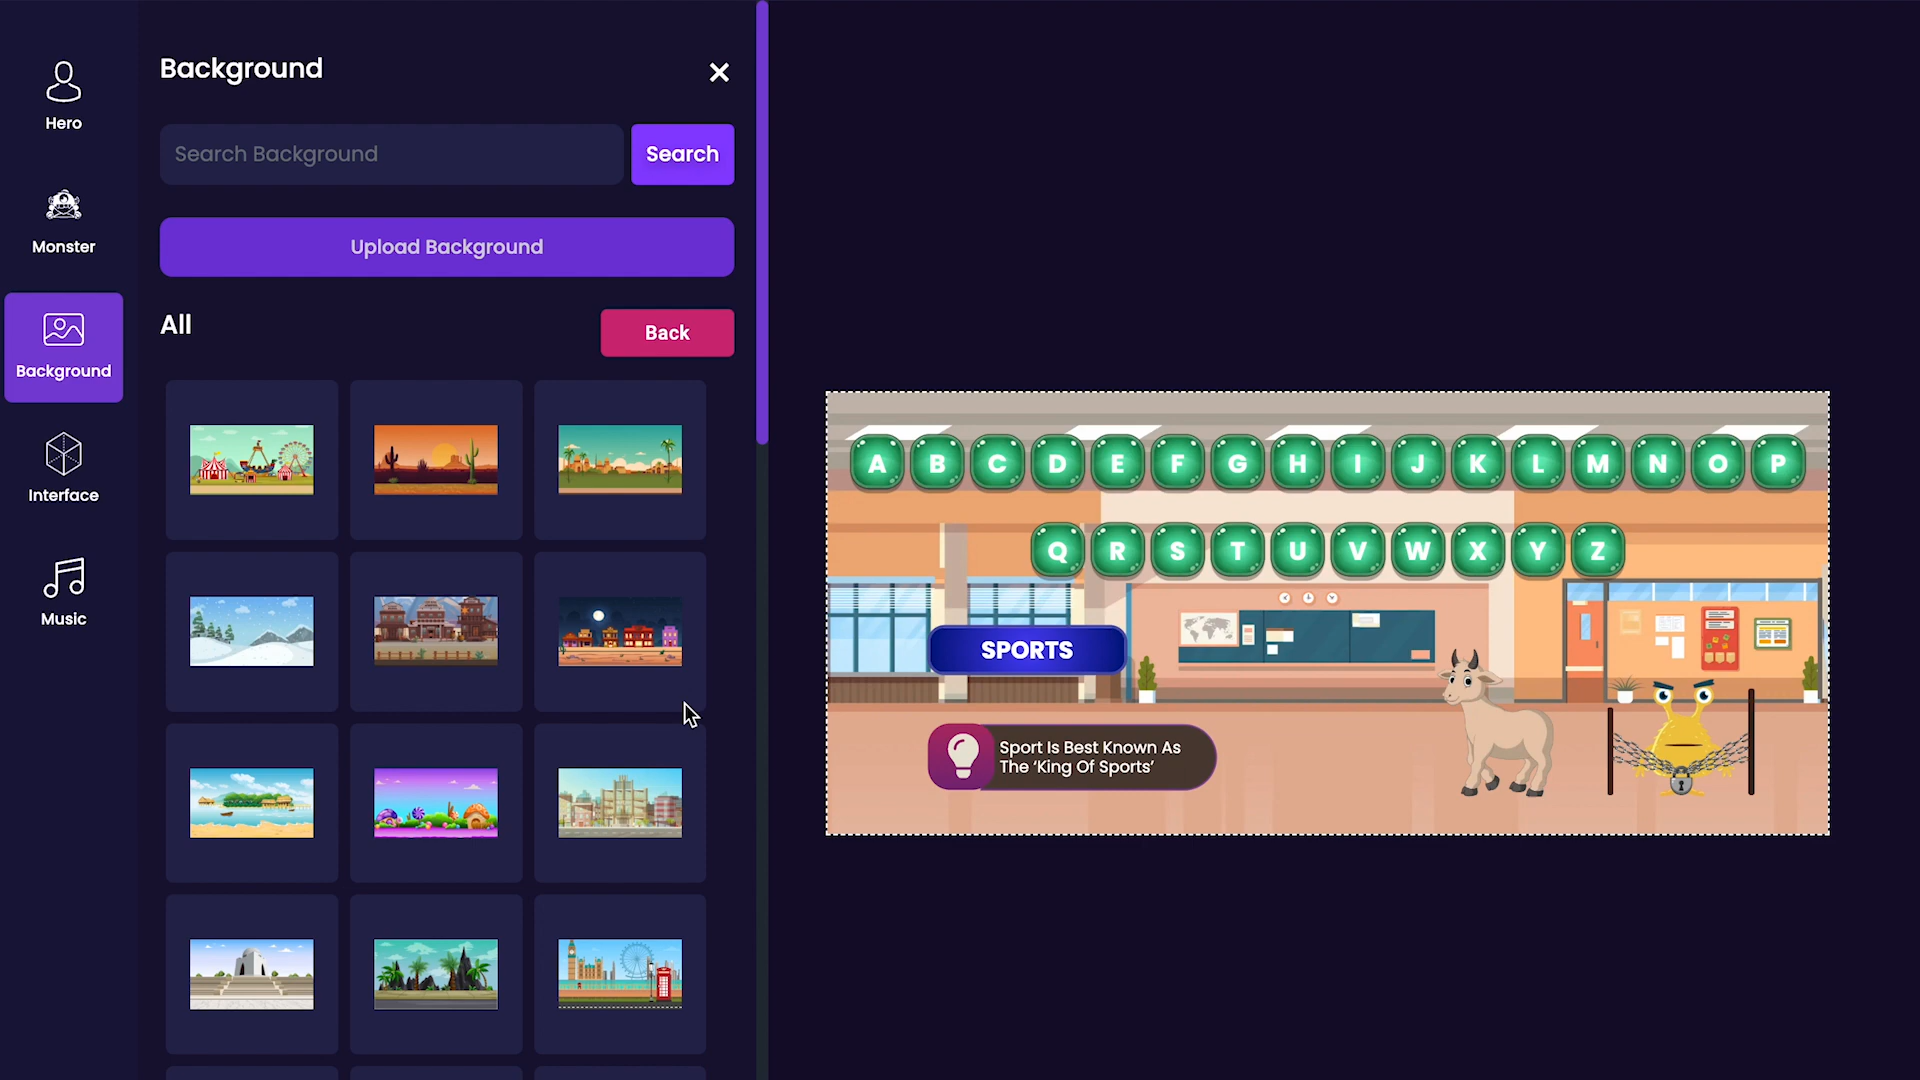 Hero
Monster
Background
Interface
Music
Background
Search Background
Search
Upload Background
All
Back
A B C D E F G H I J K L M N O P
Q R S T U V W X Y Z
SPORTS
Sport Is Best Known As
The ‘King Of Sports’